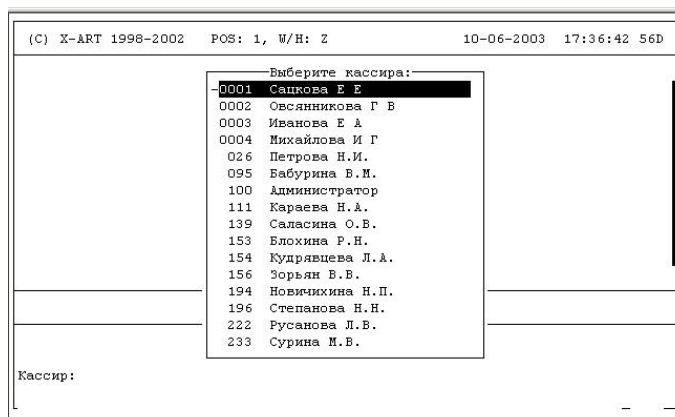 (C) X-ART 1998-2002 POS: 1, W/H: Z 10-06-2003 17:36:42 56D
Выберите кассира:
0001 Сацкова Е Е
0002 Овсянникова Г В
0003 Иванова Е А
0004 Михайлова И Г
026 Петрова Н.И.
095 Бабурина В.М.
100 Администратор
111 Караева Н.А.
139 Саласина О.В.
153 Блохина Р.Н.
154 Кудрявцева Л.А.
156 Зорьян В.В.
194 Новичихина Н.П.
196 Степанова Н.Н.
222 Русанова Л.В.
233 Сурина М.В.
Кассир: